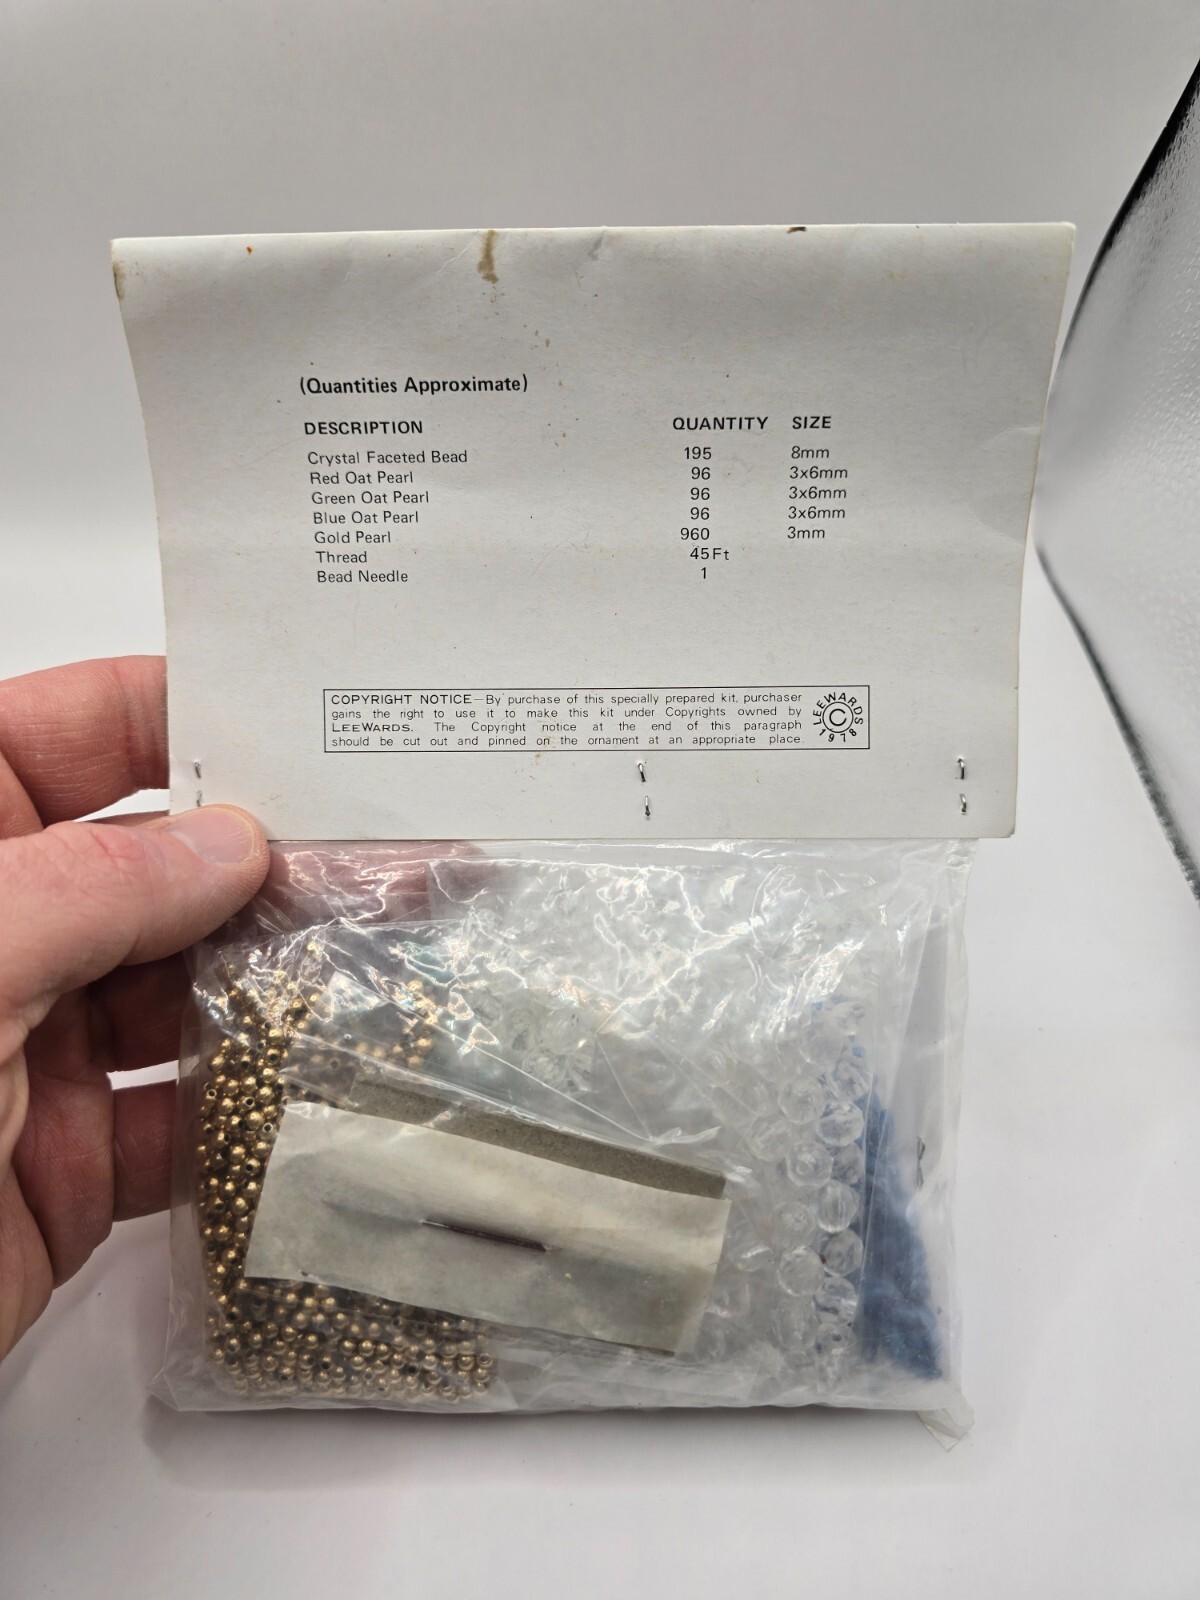 (Quantities Approximate)
DESCRIPTION QUANTITY SIZE
Crystal Faceted Bead 195 8mm
Red Oat Pearl 96 3x6mm
Green Oat Pearl 96 3x6mm
Blue Oat Pearl 96 3x6mm
Gold Pearl 960 3mm
Thread 45Ft
Bead Needle 1
COPYRIGHT NOTICE—By purchase of this specially prepared kit, purchaser
gains the right to use it to make this kit under Copyrights owned by
LEEWARDS. The Copyright notice at the end of this paragraph
should be cut out and pinned on the ornament at an appropriate place.
LEEWARDS
©
1978